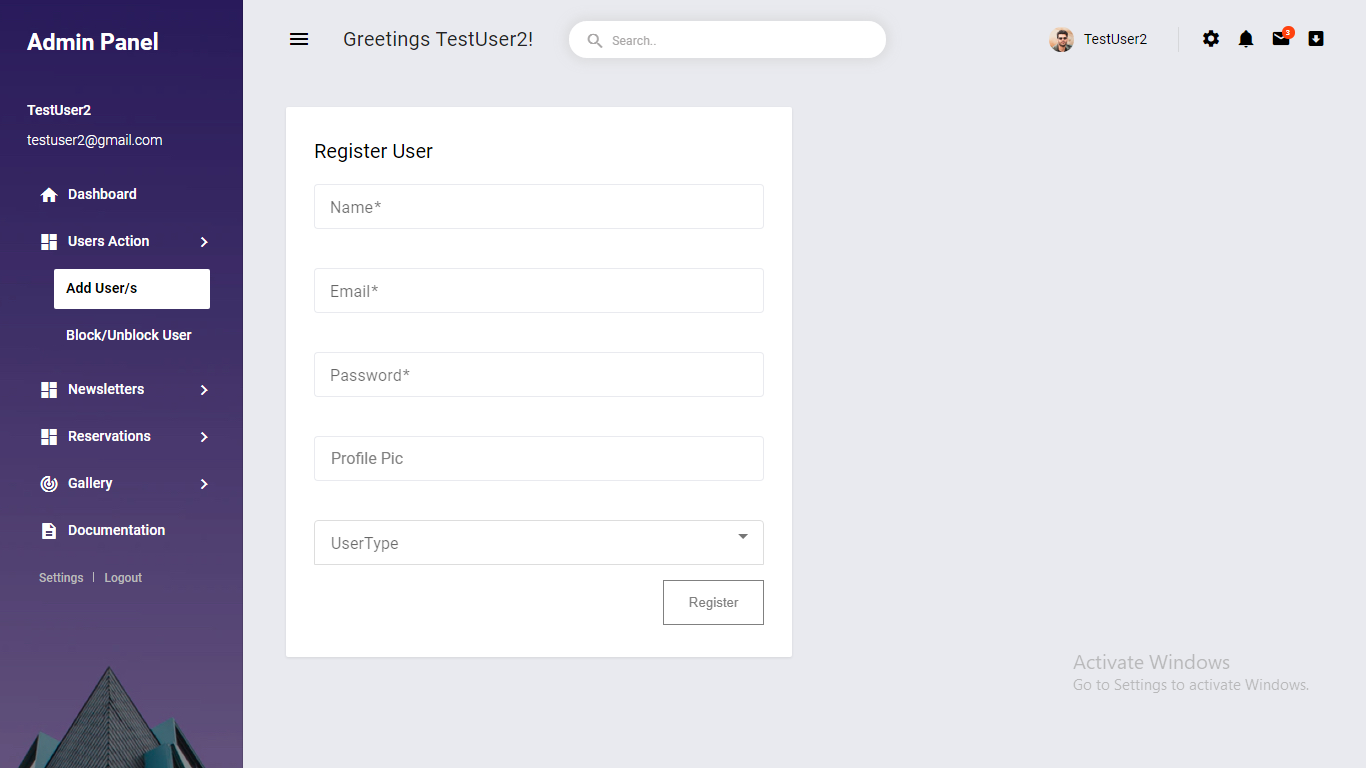 Admin Panel
TestUser2
testuser2@gmail.com
Dashboard
Users Action
Add User/s
Block/Unblock User
Newsletters
Reservations
Gallery
Documentation
Settings | Logout
Greetings TestUser2!
Search..
TestUser2
3
Register User
Name*
Email*
Password*
Profile Pic
UserType
Register
Activate Windows
Go to Settings to activate Windows.